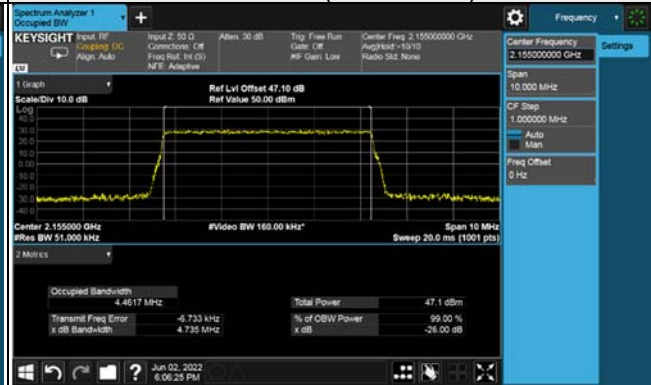 Spectrum Analyzer 1
Occupied BW
+
Frequency
KEYSIGHT Input: RF Input Z: 50 Ω Atten: 30 dB Trig: Free Run Center Freq: 2.155000000 GHz
Coupling: DC Corrections: Off Gate: Off Avg|Hold:>10/10
Align: Auto Freq Ref: Int (S) #IF Gain: Low Radio Std: None
NFE: Adaptive
Center Frequency
2.155000000 GHz
Settings
Span
10.000 MHz
CF Step
1.000000 MHz
Auto
Man
Freq Offset
0 Hz
1 Graph
Scale/Div 10.0 dB
Ref Lvl Offset 47.10 dB
Ref Value 50.00 dBm
Log
40.0
30.0
20.0
10.0
0.00
-10.0
-20.0
-30.0
-40.0
Center 2.155000 GHz #Video BW 160.00 kHz* Span 10 MHz
#Res BW 51.000 kHz Sweep 20.0 ms (1001 pts)
2 Metrics
Occupied Bandwidth
4.4617 MHz Total Power 47.1 dBm
Transmit Freq Error -6.733 kHz % of OBW Power 99.00 %
x dB Bandwidth 4.735 MHz x dB -26.00 dB
? Jun 02, 2022
6:06:25 PM